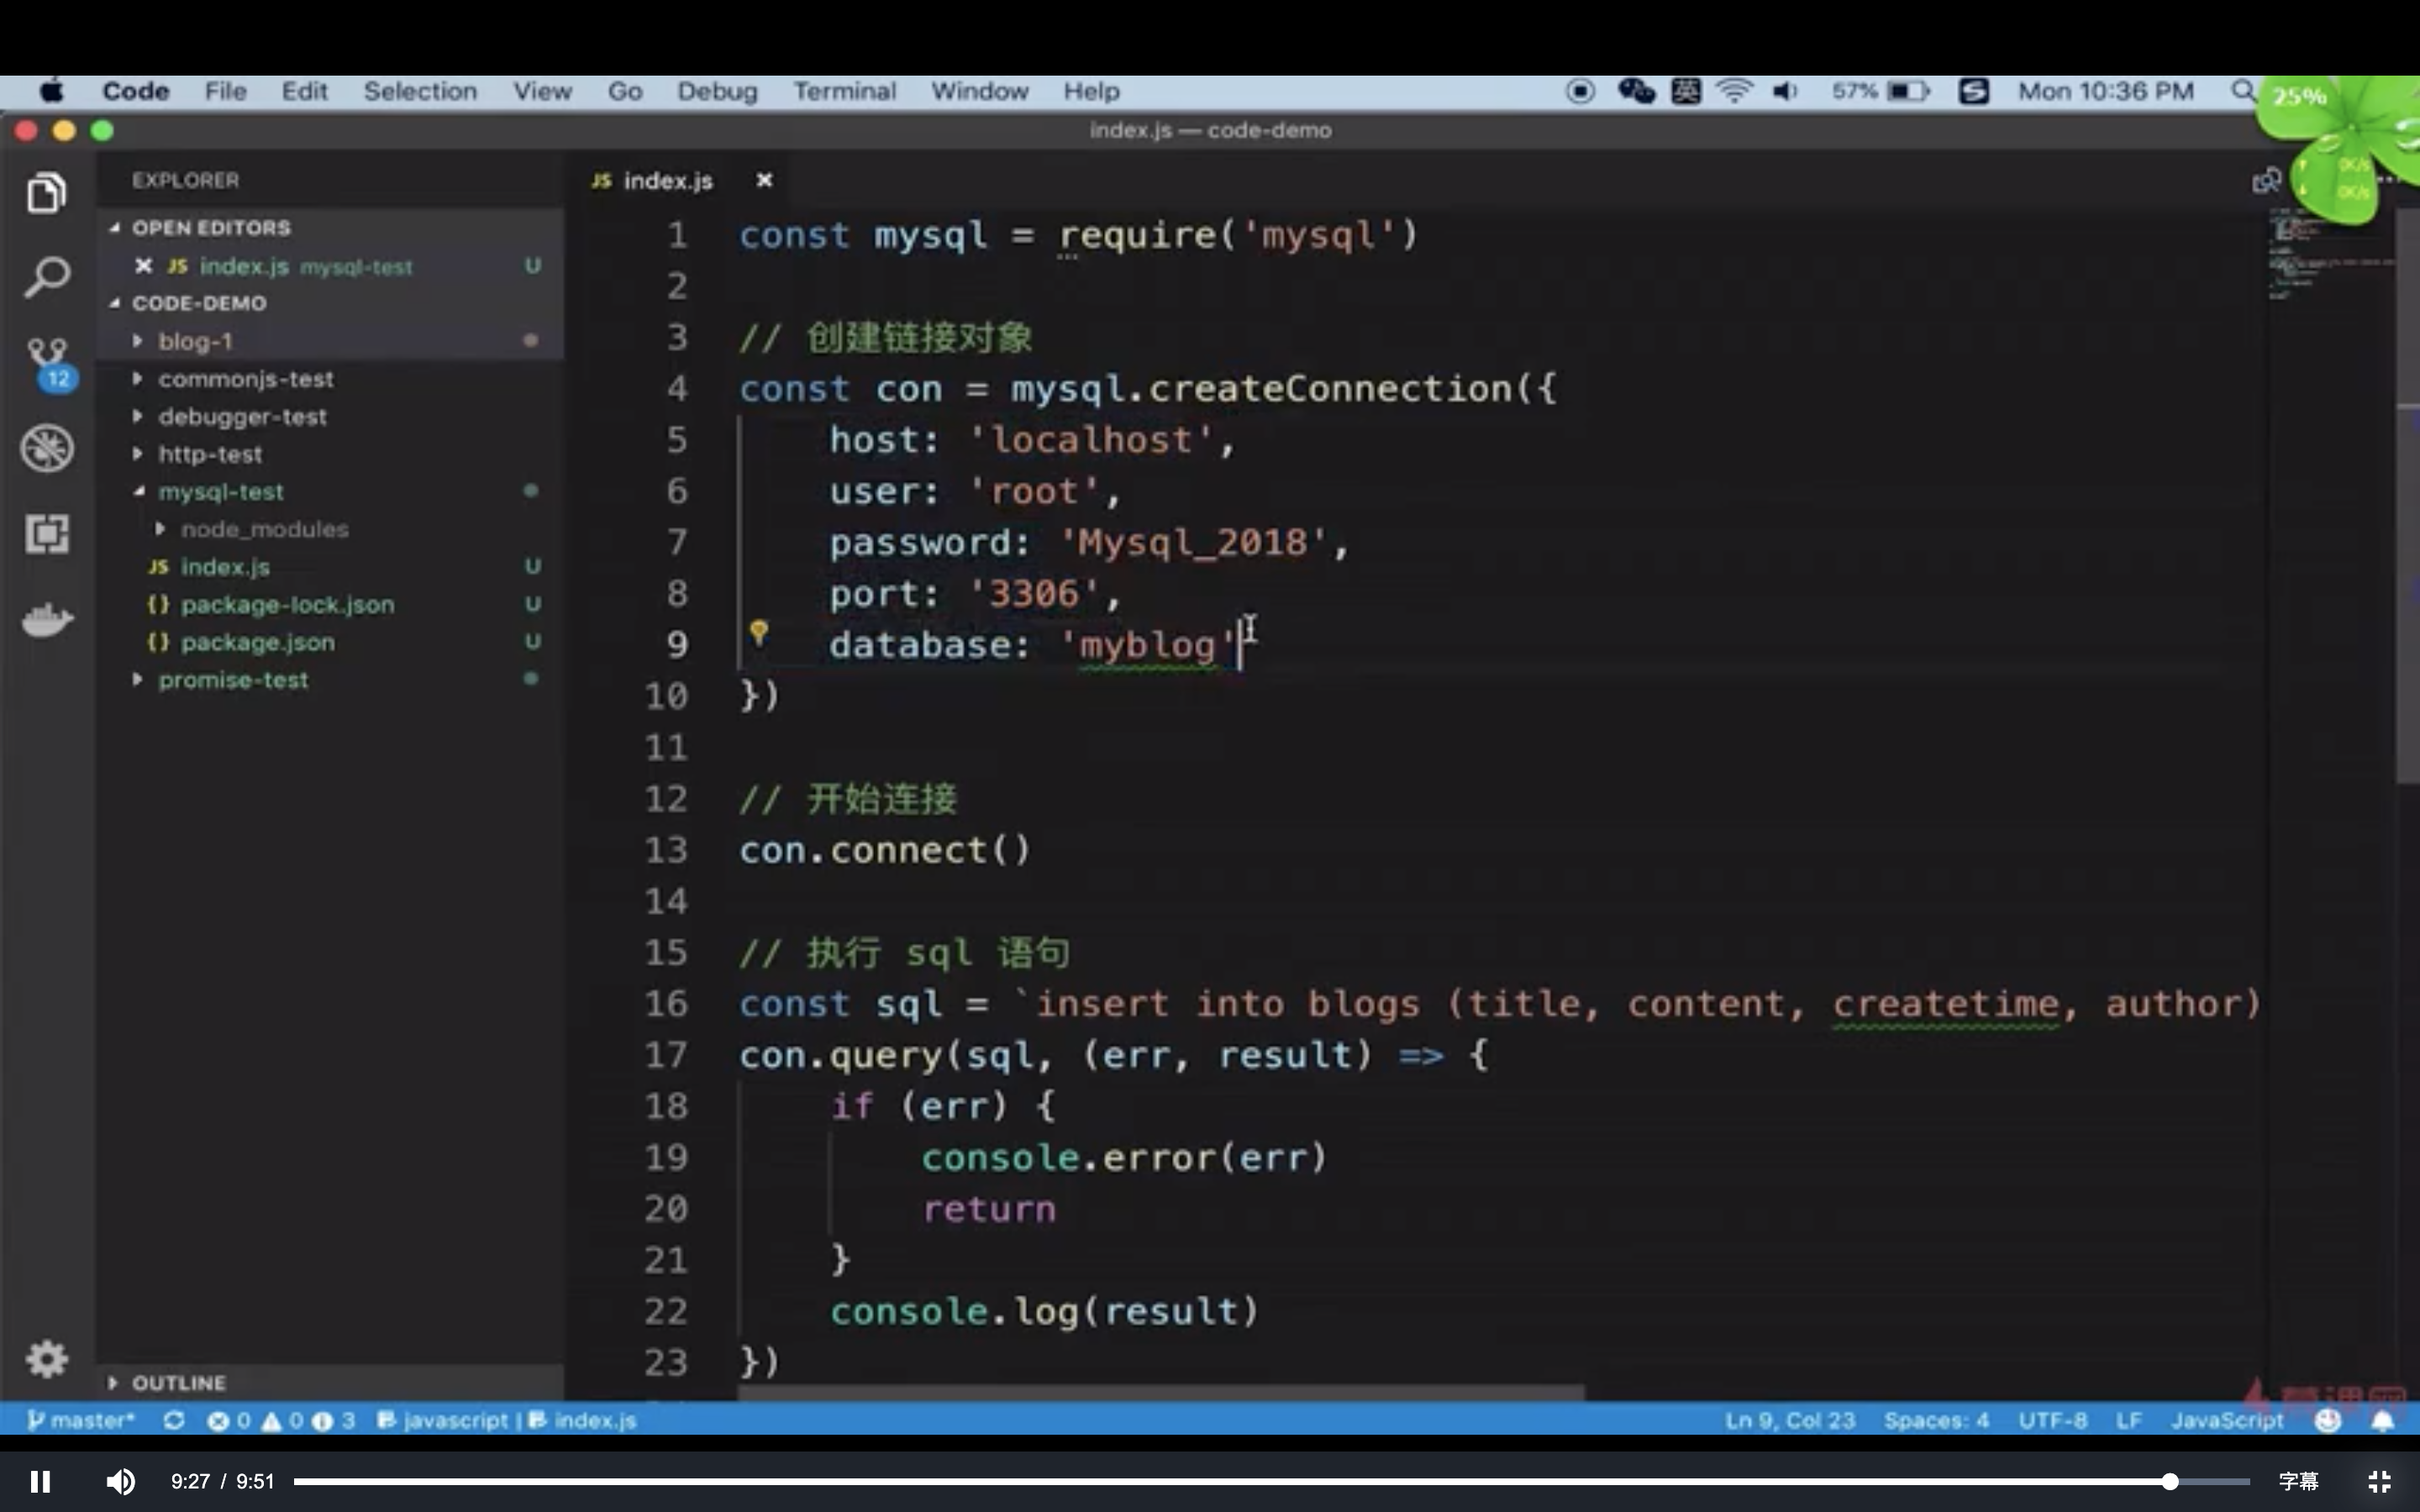 Code File Edit Selection View Go Debug Terminal Window Help 英 57% Mon 10:36 PM
25%
index.js — code-demo
0K/s
0K/s
EXPLORER
OPEN EDITORS
JS index.js mysql-test U
CODE-DEMO
blog-1
commonjs-test
debugger-test
http-test
mysql-test
node_modules
JS index.js U
{} package-lock.json U
{} package.json U
promise-test
OUTLINE
12
JS index.js
1 const mysql = require('mysql')
2
3 // 创建链接对象
4 const con = mysql.createConnection({
5 host: 'localhost',
6 user: 'root',
7 password: 'Mysql_2018',
8 port: '3306',
9 database: 'myblog'
10 })
11
12 // 开始连接
13 con.connect()
14
15 // 执行 sql 语句
16 const sql = `insert into blogs (title, content, createtime, author)
17 con.query(sql, (err, result) => {
18 if (err) {
19 console.error(err)
20 return
21 }
22 console.log(result)
23 })
慕课网
master* 0 0 3 javascript | index.js Ln 9, Col 23 Spaces: 4 UTF-8 LF JavaScript
9:27 / 9:51 字幕